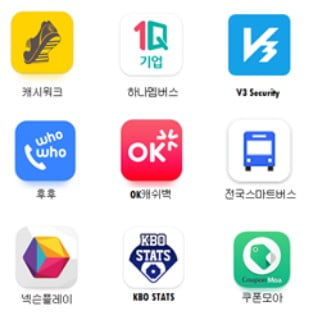 1Q
기업
캐시워크
하나멤버스
V3 Security
who
who
OK
후후
OK캐쉬백
전국스마트버스
KBO
STATS
CouponMoa
넥슨플레이
KBO STATS
쿠폰모아